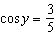 cos y = 3/5